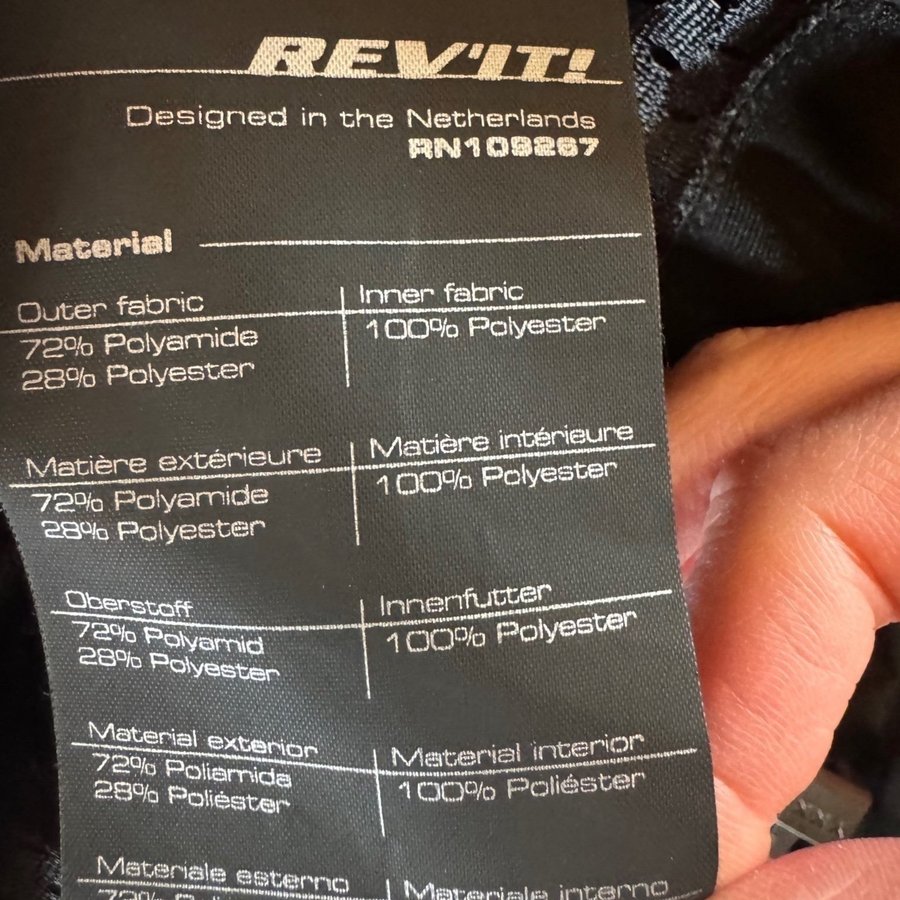 REV'IT!
Designed in the Netherlands
RN109267
Material
Outer fabric
72% Polyamide
28% Polyester
Inner fabric
100% Polyester
Matière extérieure
72% Polyamide
28% Polyester
Matière intérieure
100% Polyester
Oberstoff
72% Polyamid
28% Polyester
Innenfutter
100% Polyester
Material exterior
72% Poliamida
28% Poliéster
Material interior
100% Poliéster
Materiale esterno
72%
Materiale interno